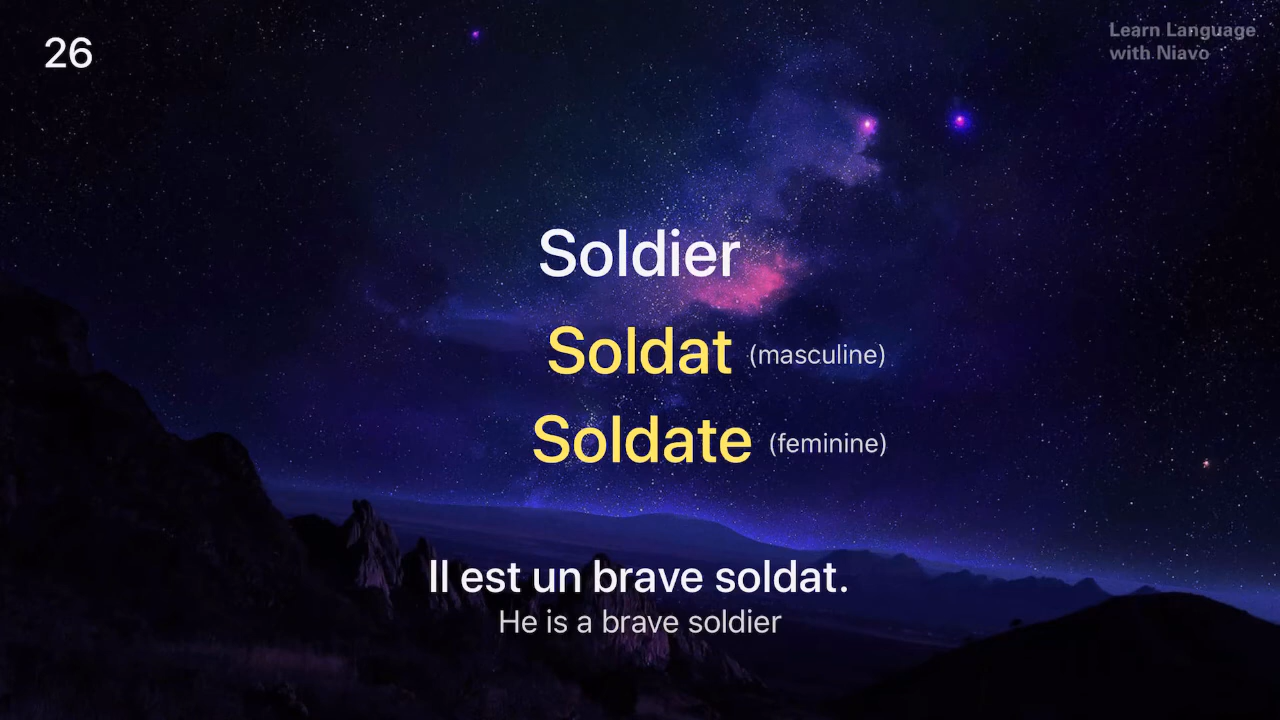 26
Learn Language
with Niavo
Soldier
Soldat (masculine)
Soldate (feminine)
Il est un brave soldat.
He is a brave soldier